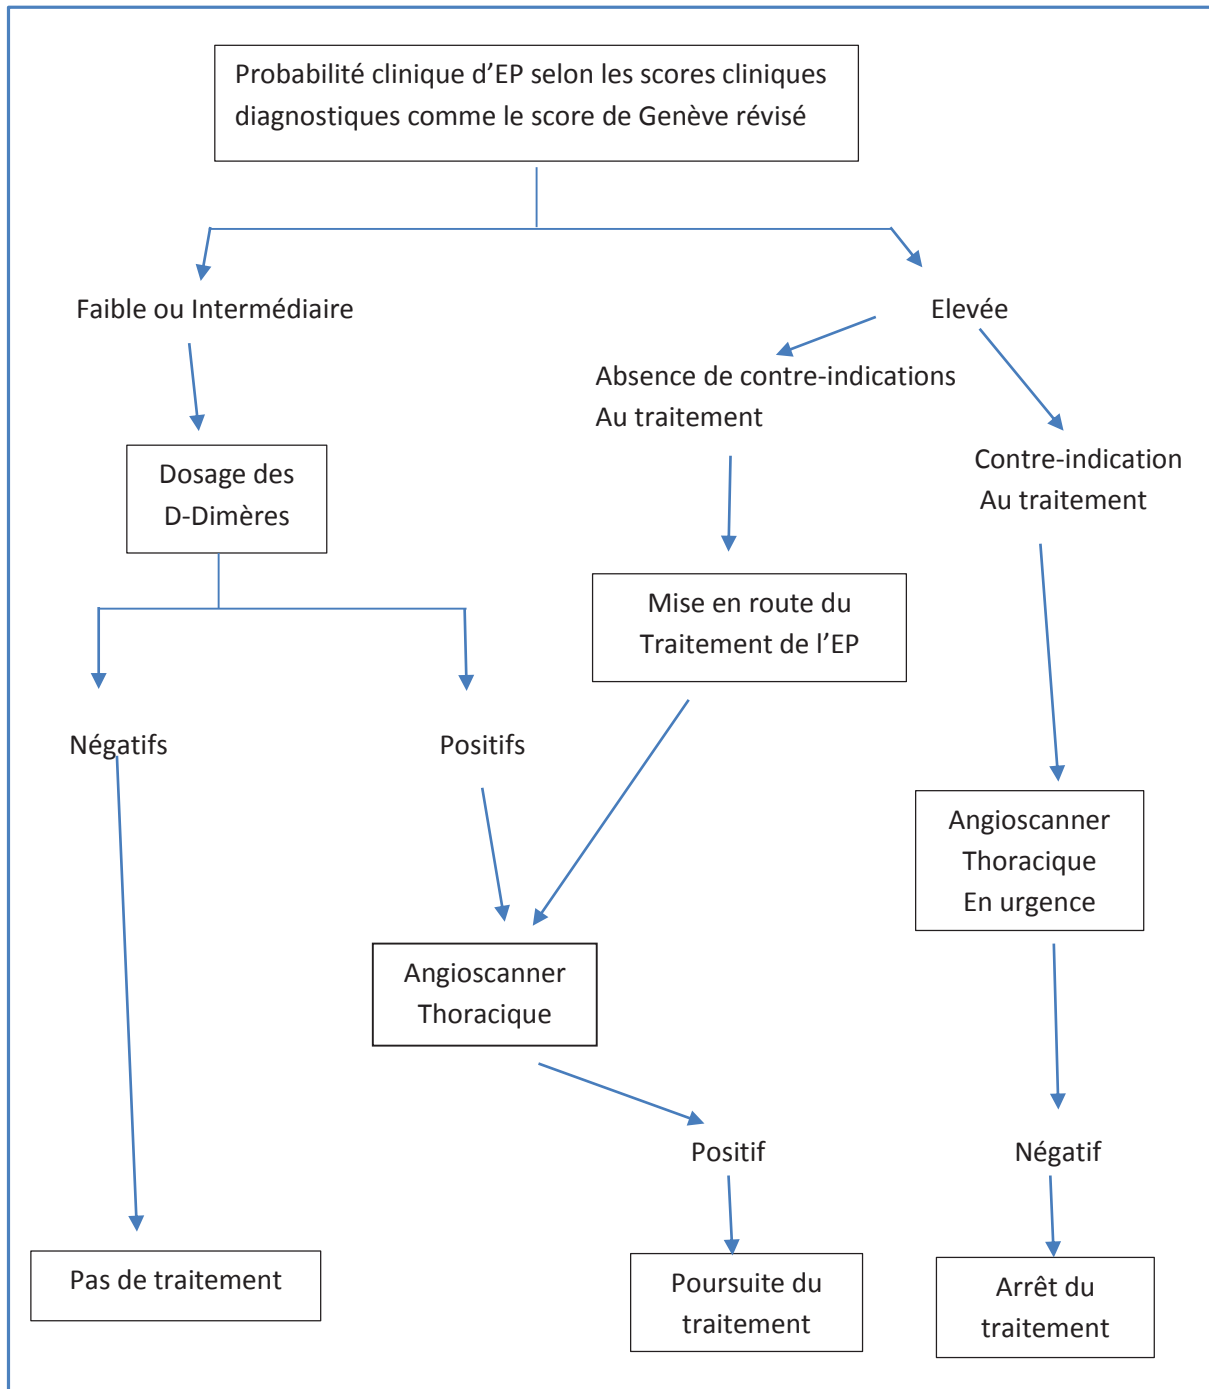 Probabilité clinique d’EP selon les scores cliniques
diagnostiques comme le score de Genève révisé
Faible ou Intermédiaire
Elevée
Absence de contre-indications
Au traitement
Contre-indication
Au traitement
Dosage des
D-Dimères
Mise en route du
Traitement de l’EP
Négatifs
Positifs
Angioscanner
Thoracique
En urgence
Angioscanner
Thoracique
Positif
Négatif
Pas de traitement
Poursuite du
traitement
Arrêt du
traitement